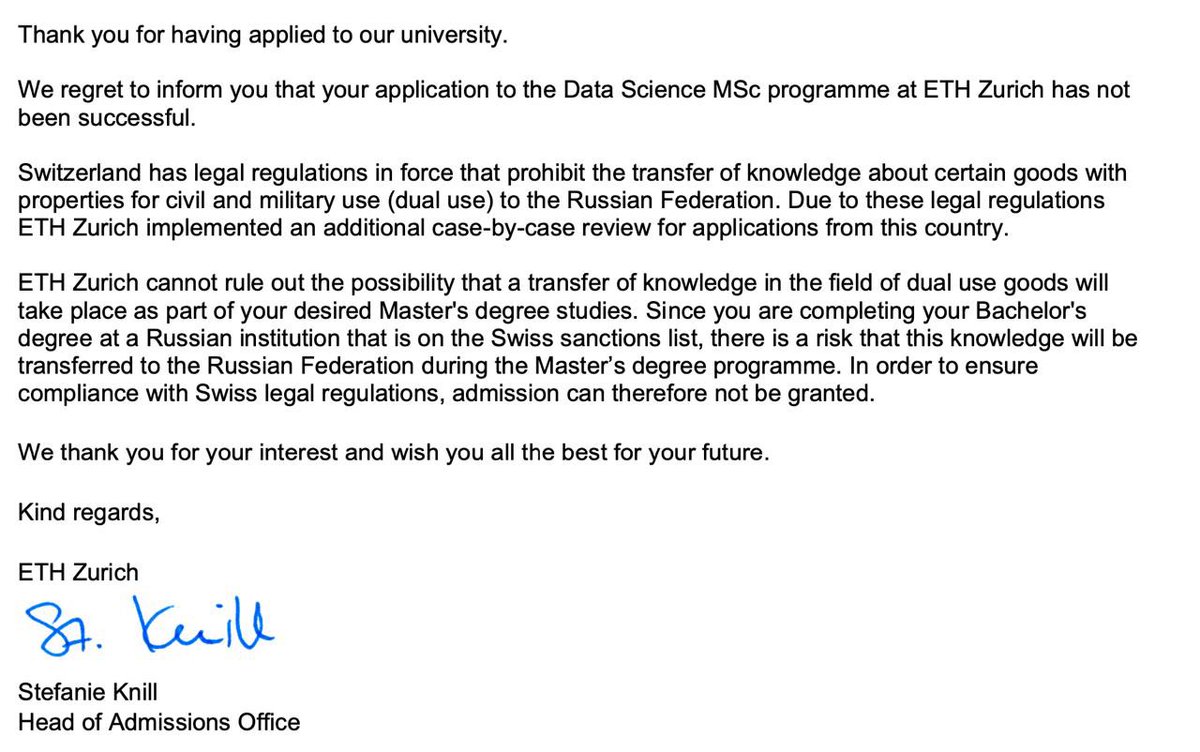 Thank you for having applied to our university.
We regret to inform you that your application to the Data Science MSc programme at ETH Zurich has not
been successful.
Switzerland has legal regulations in force that prohibit the transfer of knowledge about certain goods with
properties for civil and military use (dual use) to the Russian Federation. Due to these legal regulations
ETH Zurich implemented an additional case-by-case review for applications from this country.
ETH Zurich cannot rule out the possibility that a transfer of knowledge in the field of dual use goods will
take place as part of your desired Master's degree studies. Since you are completing your Bachelor's
degree at a Russian institution that is on the Swiss sanctions list, there is a risk that this knowledge will be
transferred to the Russian Federation during the Master’s degree programme. In order to ensure
compliance with Swiss legal regulations, admission can therefore not be granted.
We thank you for your interest and wish you all the best for your future.
Kind regards,
ETH Zurich
St. Knill
Stefanie Knill
Head of Admissions Office